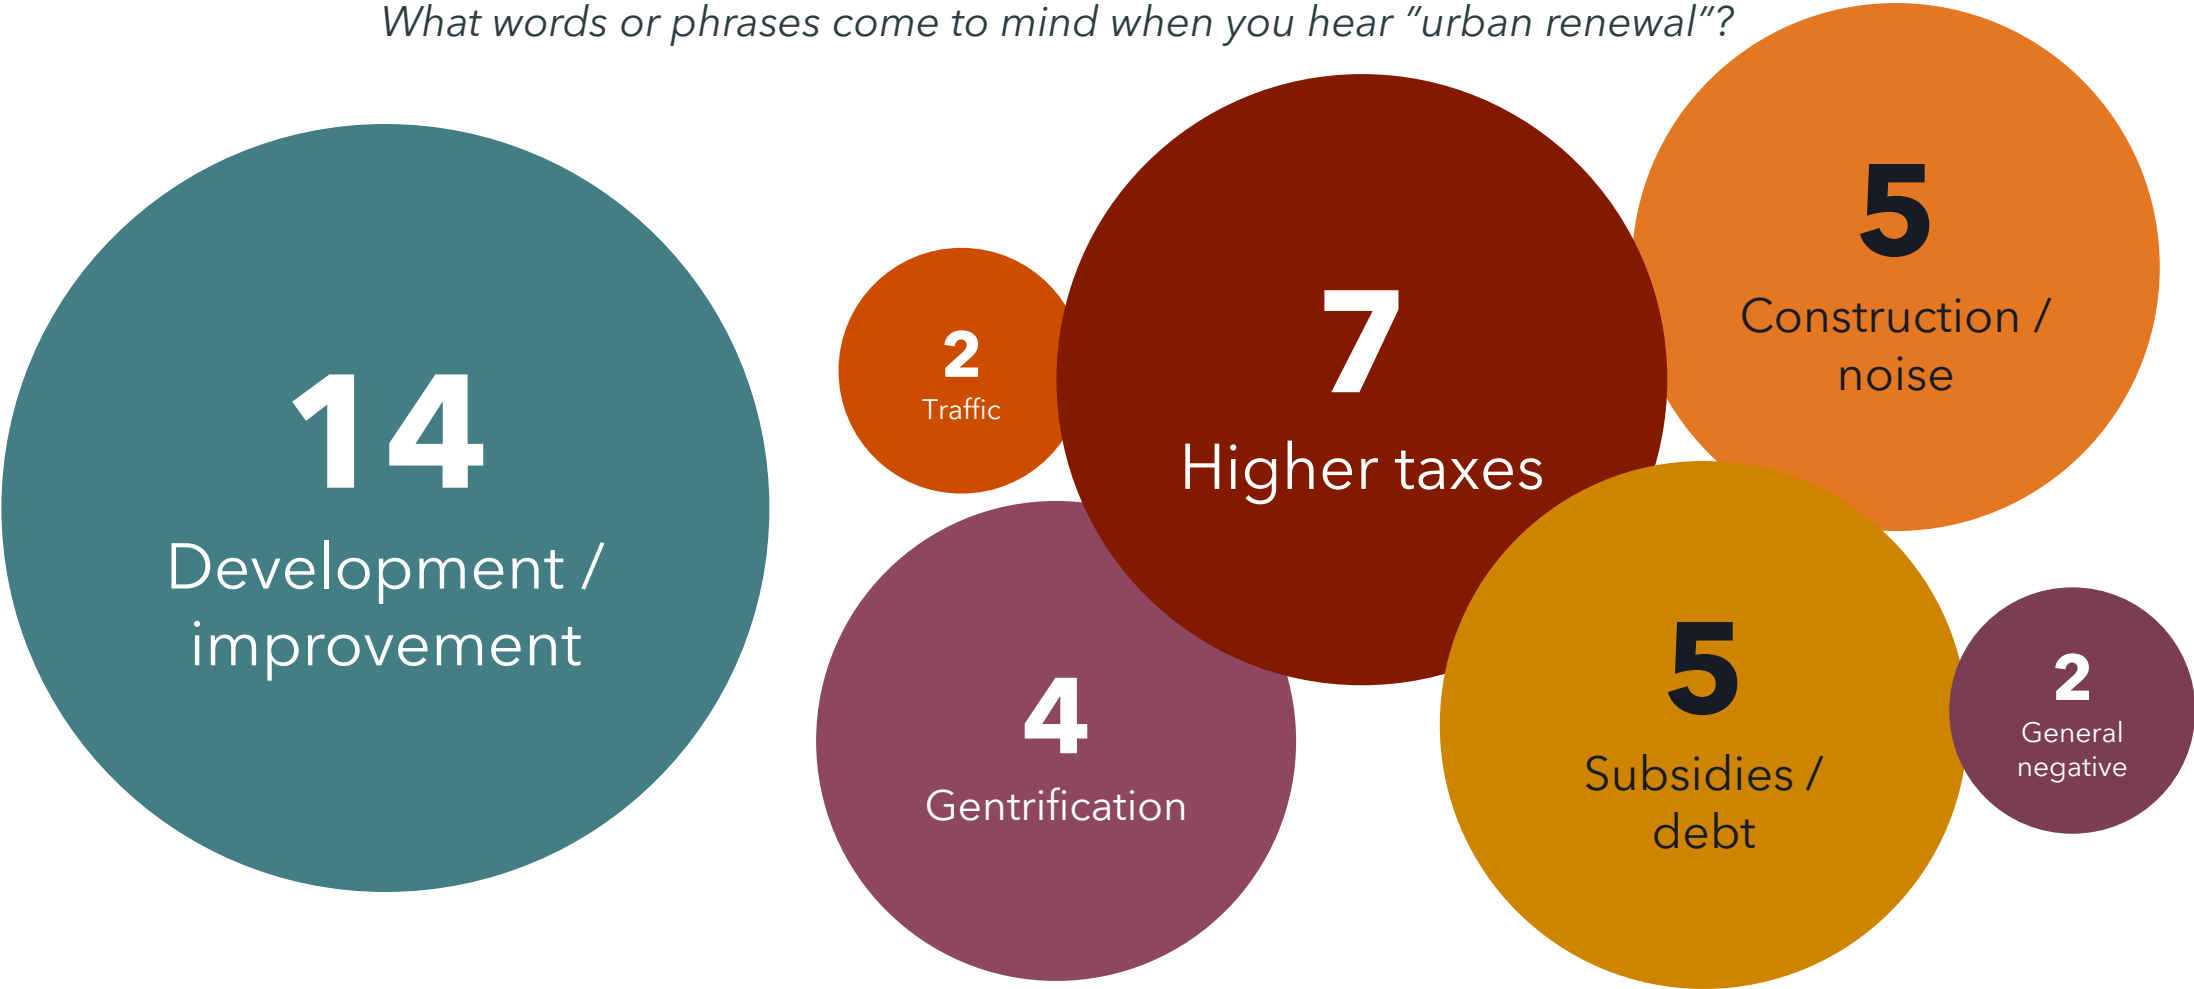 What words or phrases come to mind when you hear “urban renewal”?
14
Development /
improvement
2
Traffic
7
Higher taxes
5
Construction /
noise
4
Gentrification
5
Subsidies /
debt
2
General
negative